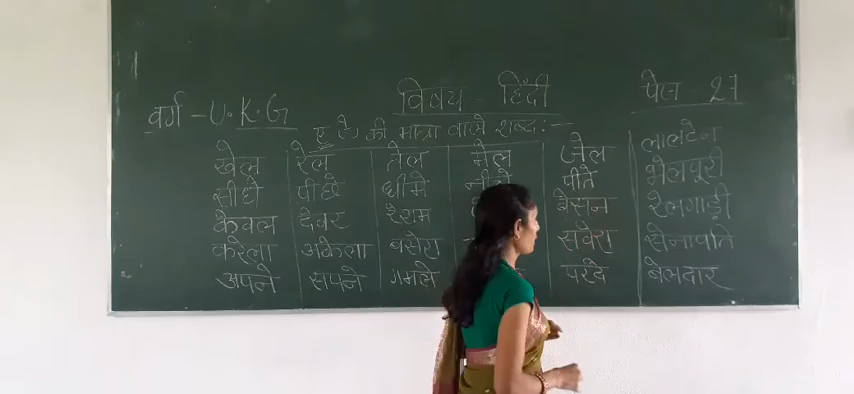 वर्ग - U.K.G विषय - हिंदी पेज - 27
ए े की मात्रा वाले शब्द :-
खेल रेल तेल मेल जेल लालटेन
सीधे पीछे धीमे पीते भेलपूरी
केवल देवर रेशम बेसन रेलगाड़ी
करेला अकेला बसेरा सवेरा सेनापति
अपने सपने गमले परदे बेलदार